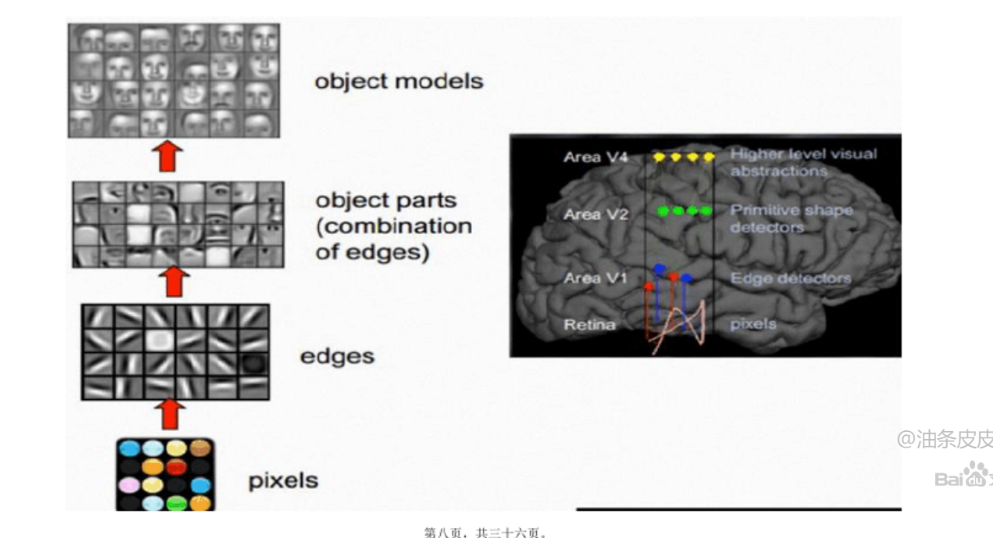 object models
object parts
(combination
of edges)
edges
pixels
Area V4
Higher level visual
abstractions
Area V2
Primitive shape
detectors
Area V1
Edge detectors
Retina
pixels
@油条皮皮
Bai
第八页，共三十六页。